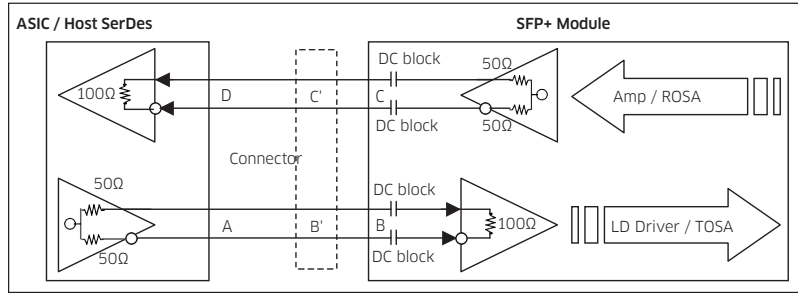 ASIC / Host SerDes
SFP+ Module
DC block
50Ω
100Ω
D
C'
C
Amp / ROSA
DC block
50Ω
Connector
50Ω
DC block
A
B'
B
100Ω
LD Driver / TOSA
50Ω
DC block